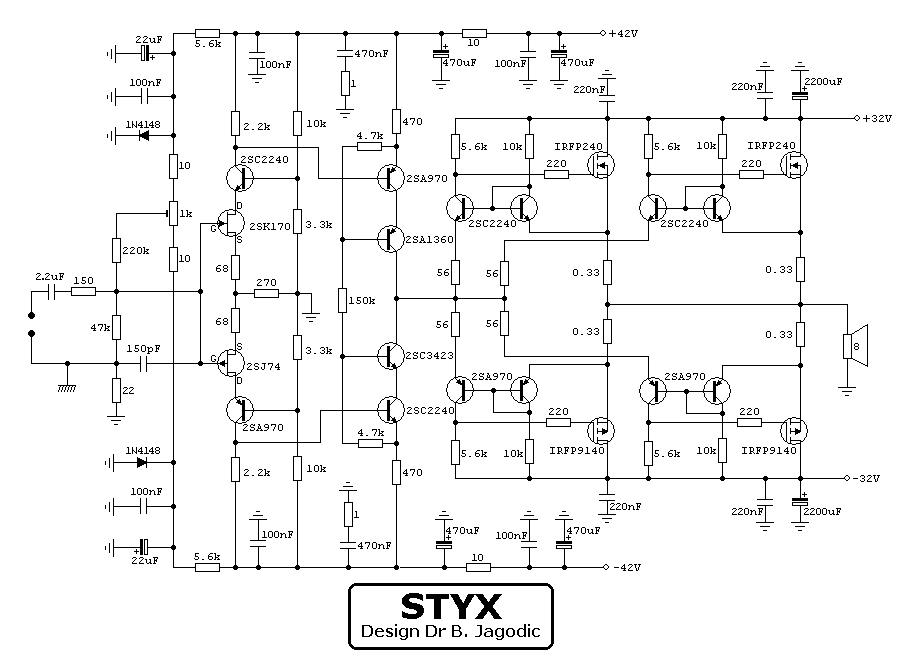 22uF
+
5.6k
100nF
470nF
1
470uF
+
10
100nF
+
470uF
+42V
220nF
220nF
2200uF
+
100nF
1N4148
2.2k
10k
4.7k
470
5.6k
10k
IRFP240
220
5.6k
10k
IRFP240
220
+32V
10
2SC2240
2SA970
1k
D
G
S
2SK170
3.3k
2SA1360
2SC2240
2SC2240
220k
10
68
270
56
56
0.33
0.33
2.2uF
150
150k
47k
68
3.3k
56
56
0.33
0.33
8
150pF
G
S
D
2SJ74
2SC3423
22
2SA970
2SC2240
2SA970
2SA970
220
IRFP9140
220
IRFP9140
4.7k
1N4148
2.2k
10k
470
5.6k
10k
5.6k
10k
-32V
100nF
1
220nF
220nF
+
2200uF
+
22uF
5.6k
100nF
470nF
470uF
+
10
100nF
+
470uF
-42V
STYX
Design Dr B. Jagodic